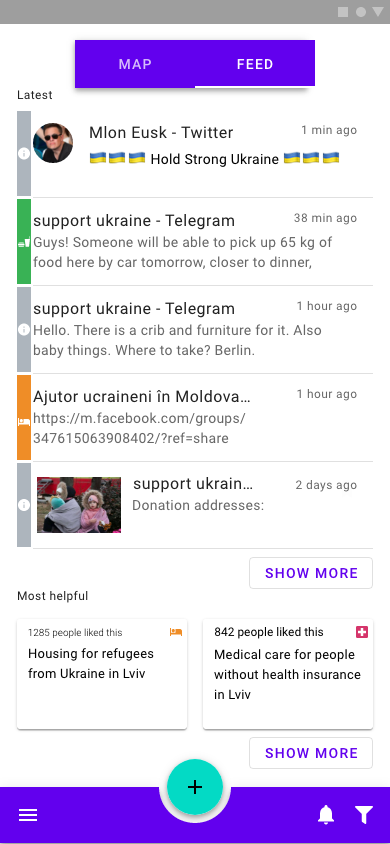 MAP FEED
Latest
Mlon Eusk - Twitter 1 min ago
🇺🇦🇺🇦🇺🇦 Hold Strong Ukraine 🇺🇦🇺🇦🇺🇦
support ukraine - Telegram 38 min ago
Guys! Someone will be able to pick up 65 kg of
food here by car tomorrow, closer to dinner,
support ukraine - Telegram 1 hour ago
Hello. There is a crib and furniture for it. Also
baby things. Where to take? Berlin.
Ajutor ucraineni în Moldova... 1 hour ago
https://m.facebook.com/groups/
347615063908402/?ref=share
support ukrain... 2 days ago
Donation addresses:
SHOW MORE
Most helpful
1285 people liked this
Housing for refugees
from Ukraine in Lviv
842 people liked this
Medical care for people
without health insurance
in Lviv
SHOW MORE